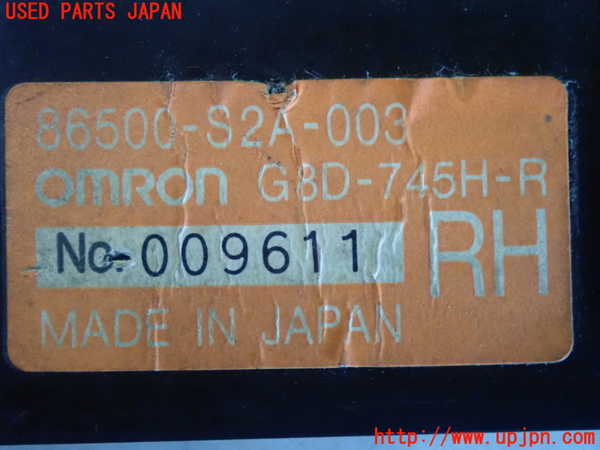 USED PARTS JAPAN
86500-S2A-003
OMRON G8D-745H-R
No. 009611 RH
MADE IN JAPAN
http://www.upjpn.com